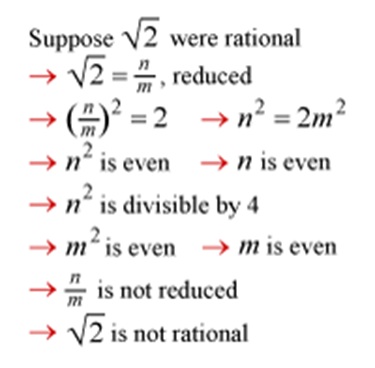 Suppose √2 were rational
→ √2 = n/m, reduced
→ (n/m)² = 2 → n² = 2m²
→ n² is even → n is even
→ n² is divisible by 4
→ m² is even → m is even
→ n/m is not reduced
→ √2 is not rational